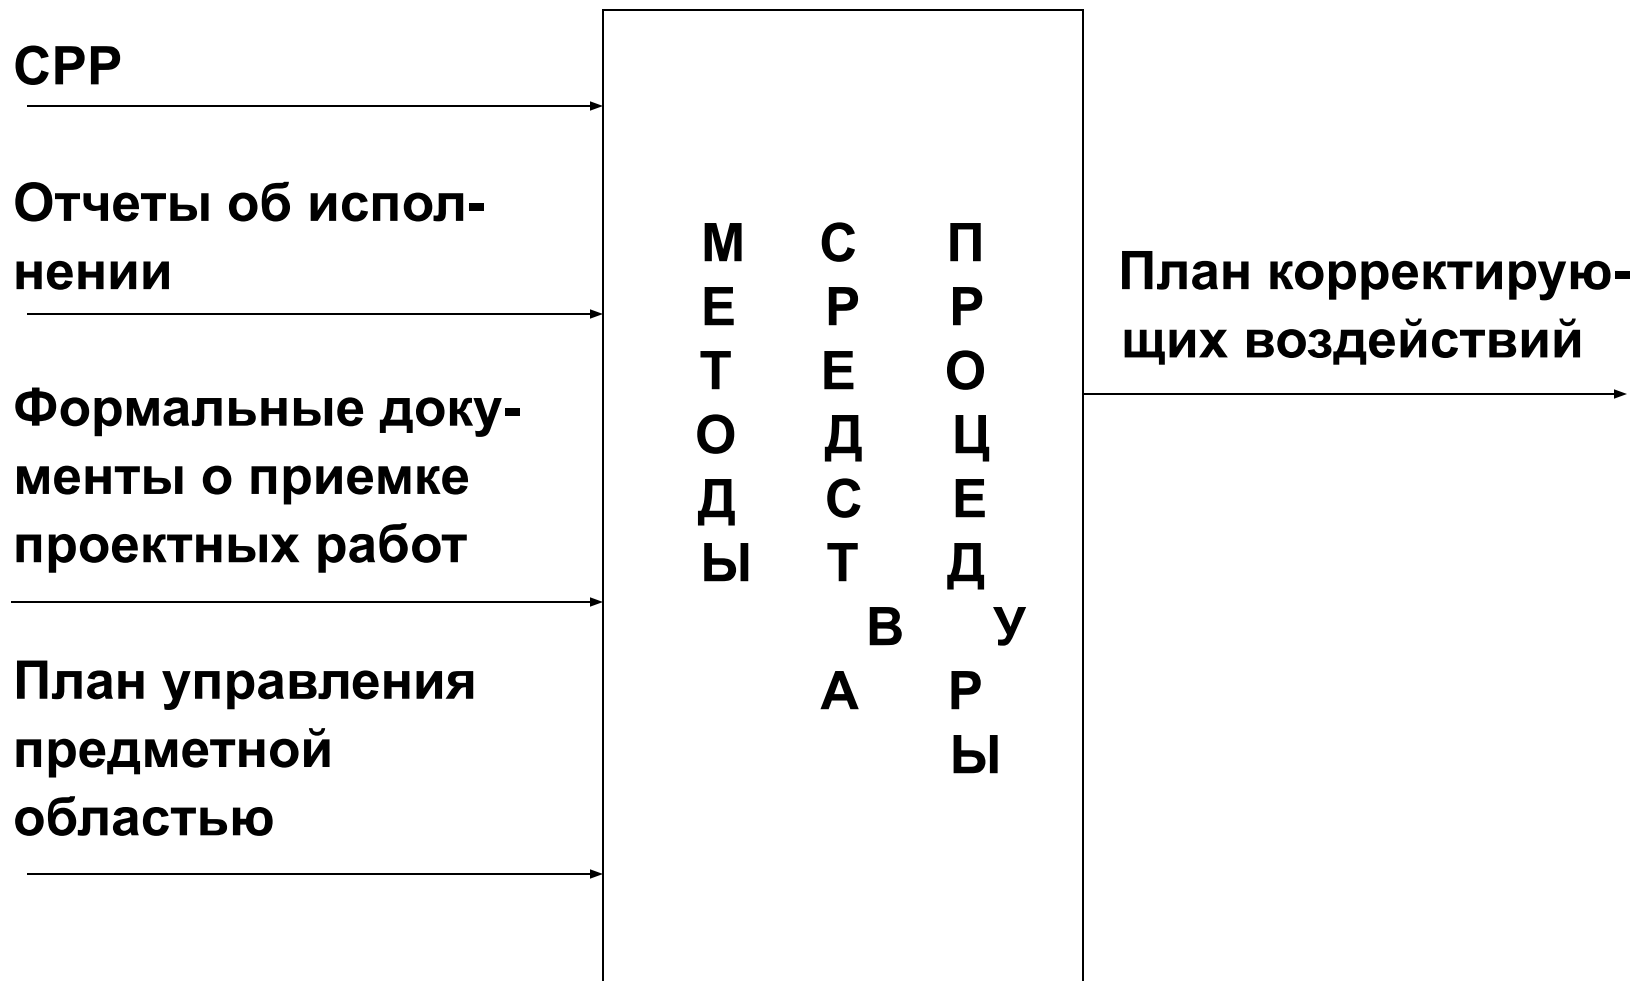 СРР
Отчеты об испол-
нении
Формальные доку-
менты о приемке
проектных работ
План управления
предметной
областью
М С П
Е Р Р
Т Е О
О Д Ц
Д С Е
Ы Т Д
В У
А Р
Ы
План корректирую-
щих воздействий